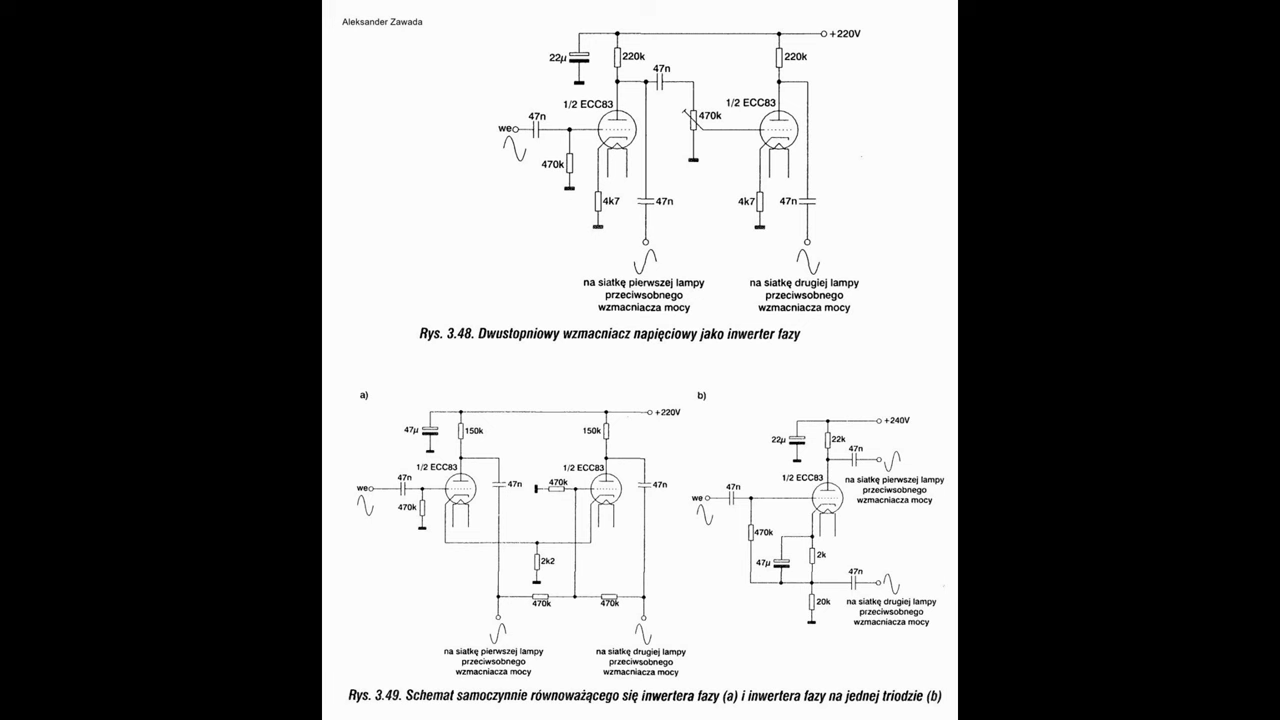 Aleksander Zawada
+220V
22µ
220k
220k
47n
1/2 ECC83
1/2 ECC83
47n
we
470k
470k
4k7
47n
4k7
47n
na siatkę pierwszej lampy
przeciwsobnego
wzmacniacza mocy
na siatkę drugiej lampy
przeciwsobnego
wzmacniacza mocy
Rys. 3.48. Dwustopniowy wzmacniacz napięciowy jako inwerter fazy
a)
+220V
47µ
150k
150k
1/2 ECC83
1/2 ECC83
47n
we
470k
47n
470k
47n
2k2
470k
470k
na siatkę pierwszej lampy
przeciwsobnego
wzmacniacza mocy
na siatkę drugiej lampy
przeciwsobnego
wzmacniacza mocy
b)
+240V
22µ
22k
47n
1/2 ECC83
na siatkę pierwszej lampy
przeciwsobnego
wzmacniacza mocy
47n
we
470k
47µ
2k
47n
20k
na siatkę drugiej lampy
przeciwsobnego
wzmacniacza mocy
Rys. 3.49. Schemat samoczynnie równoważącego się inwertera fazy (a) i inwertera fazy na jednej triodzie (b)